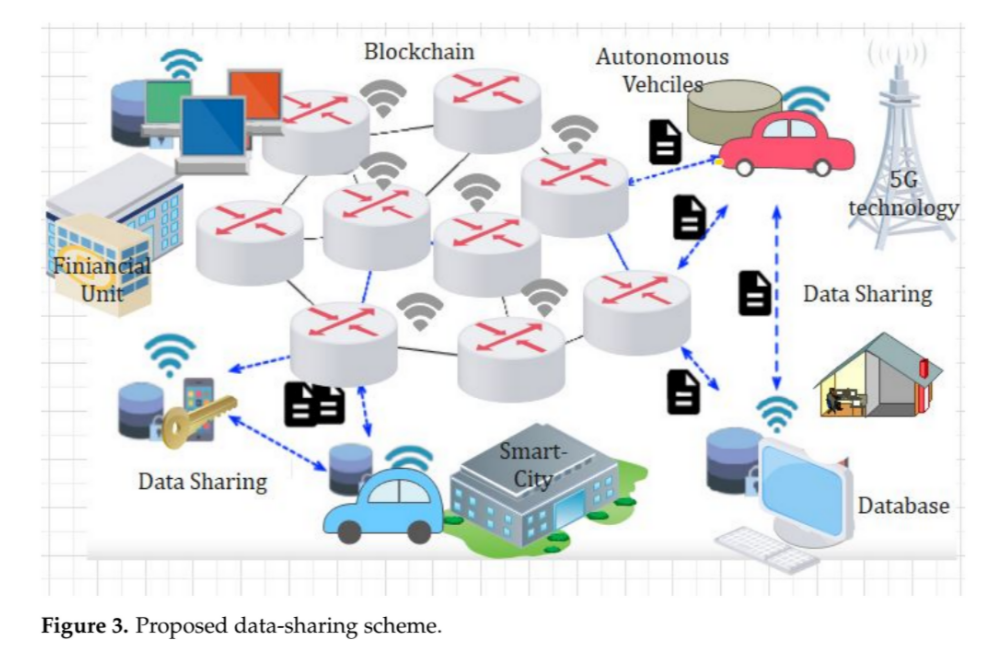 Blockchain
Autonomous
Vehciles
5G
technology
Finiancial
Unit
Data Sharing
Smart-
City
Data Sharing
Database
Figure 3. Proposed data-sharing scheme.